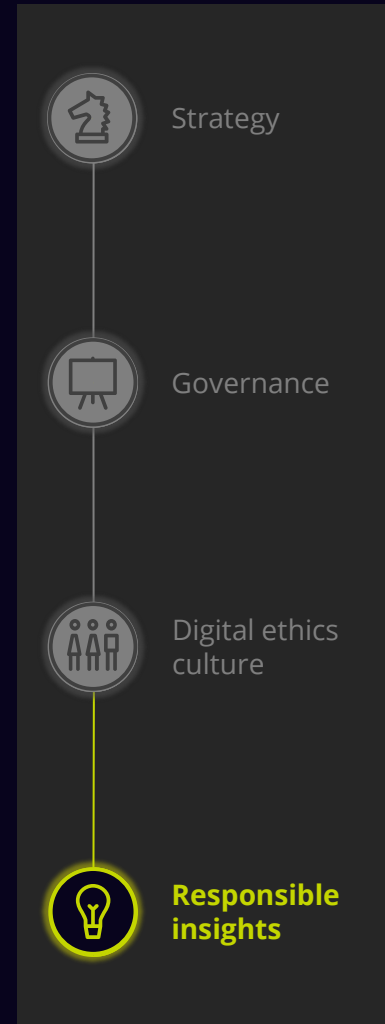 Strategy
Governance
Digital ethics
culture
Responsible
insights